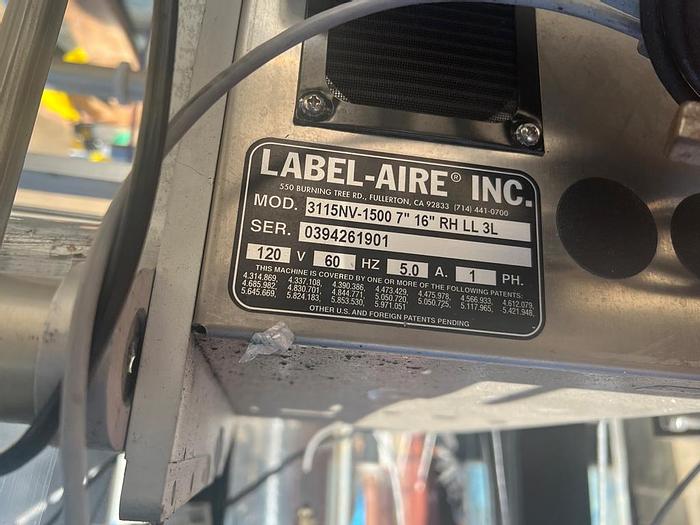 LABEL-AIRE® INC.
550 BURNING TREE RD., FULLERTON, CA 92833 (714) 441-0700
MOD. 3115NV-1500 7" 16" RH LL 3L
SER. 0394261901
120 V 60 HZ 5.0 A. 1 PH.
THIS MACHINE IS COVERED BY ONE OR MORE OF THE FOLLOWING PATENTS:
4,314,869, 4,337,108, 4,390,386, 4,473,429, 4,475,978, 4,566,933, 4,612,079,
4,685,982, 4,830,701, 4,844,771, 5,050,720, 5,050,725, 5,117,965, 5,421,948,
5,645,669, 5,824,183, 5,853,530, 5,971,051
OTHER U.S. AND FOREIGN PATENTS PENDING